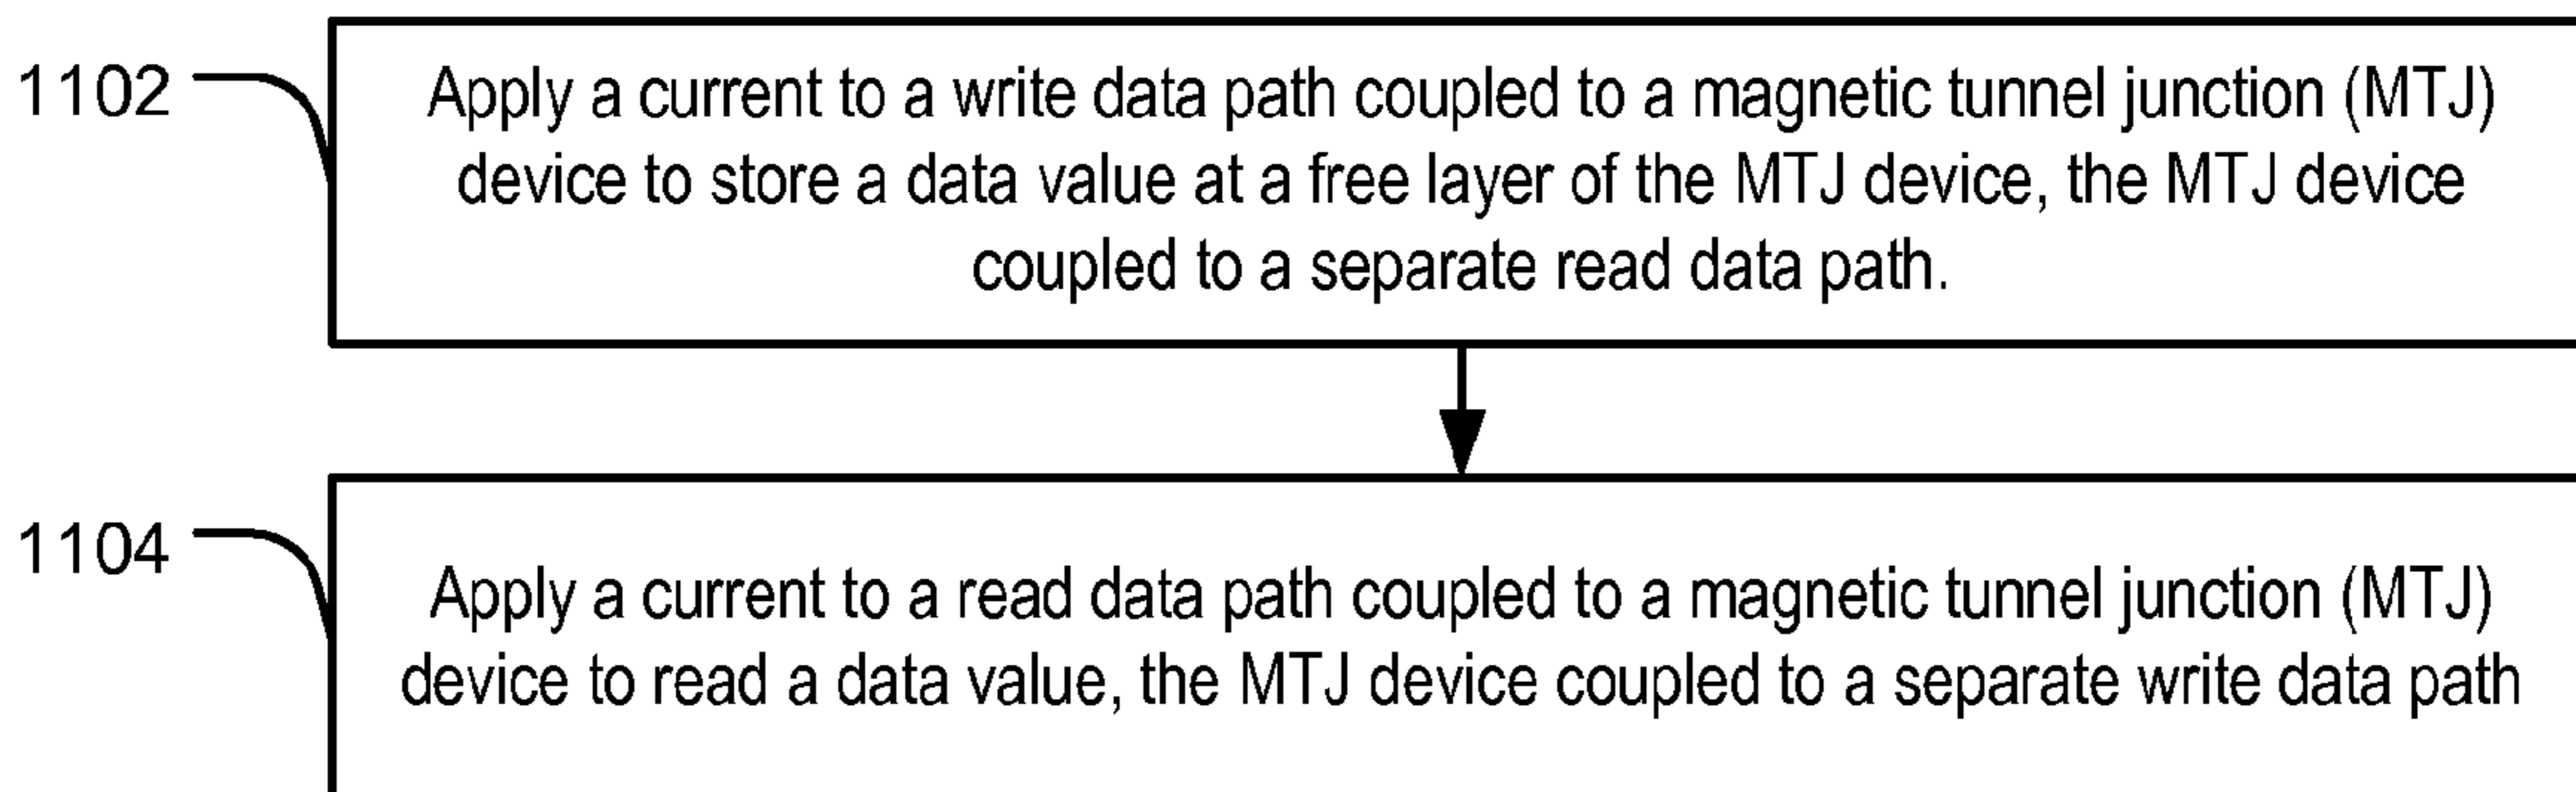 1102
Apply a current to a write data path coupled to a magnetic tunnel junction (MTJ)
device to store a data value at a free layer of the MTJ device, the MTJ device
coupled to a separate read data path.
1104
Apply a current to a read data path coupled to a magnetic tunnel junction (MTJ)
device to read a data value, the MTJ device coupled to a separate write data path